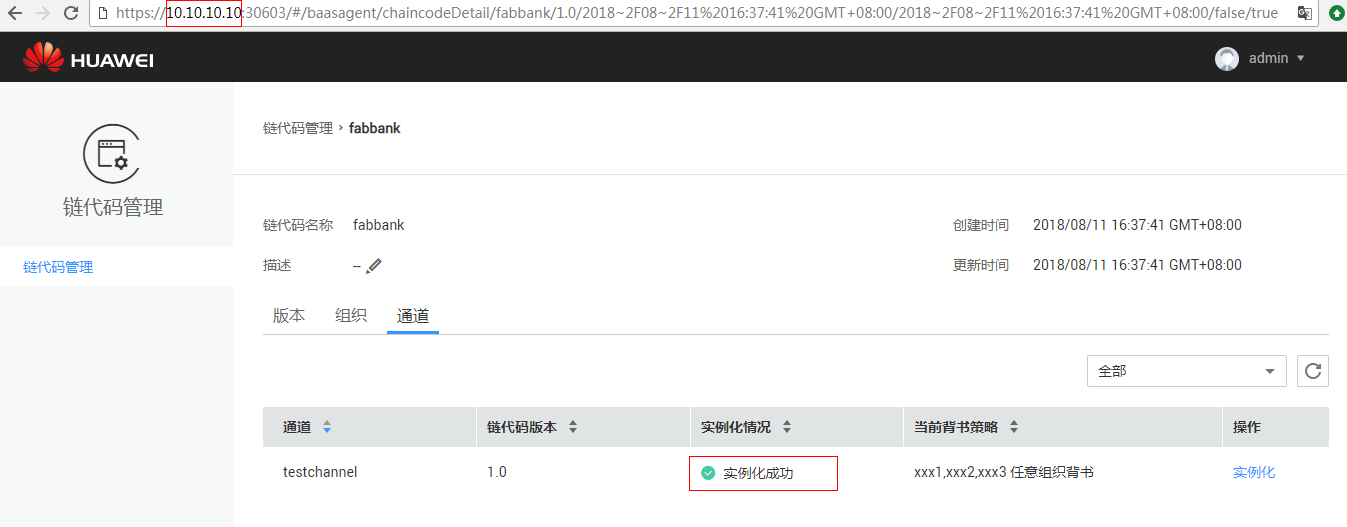 https://10.10.10.10:30603/#/baasagent/chaincodeDetail/fabbank/1.0/2018~2F08~2F11%2016:37:41%20GMT+08:00/2018~2F08~2F11%2016:37:41%20GMT+08:00/false/true
HUAWEI
admin
链代码管理 › fabbank
链代码管理
链代码管理
链代码名称 fabbank 创建时间 2018/08/11 16:37:41 GMT+08:00
描述 -- 更新时间 2018/08/11 16:37:41 GMT+08:00
版本 组织 通道
全部
通道 链代码版本 实例化情况 当前背书策略 操作
testchannel 1.0 实例化成功 xxx1,xxx2,xxx3 任意组织背书 实例化